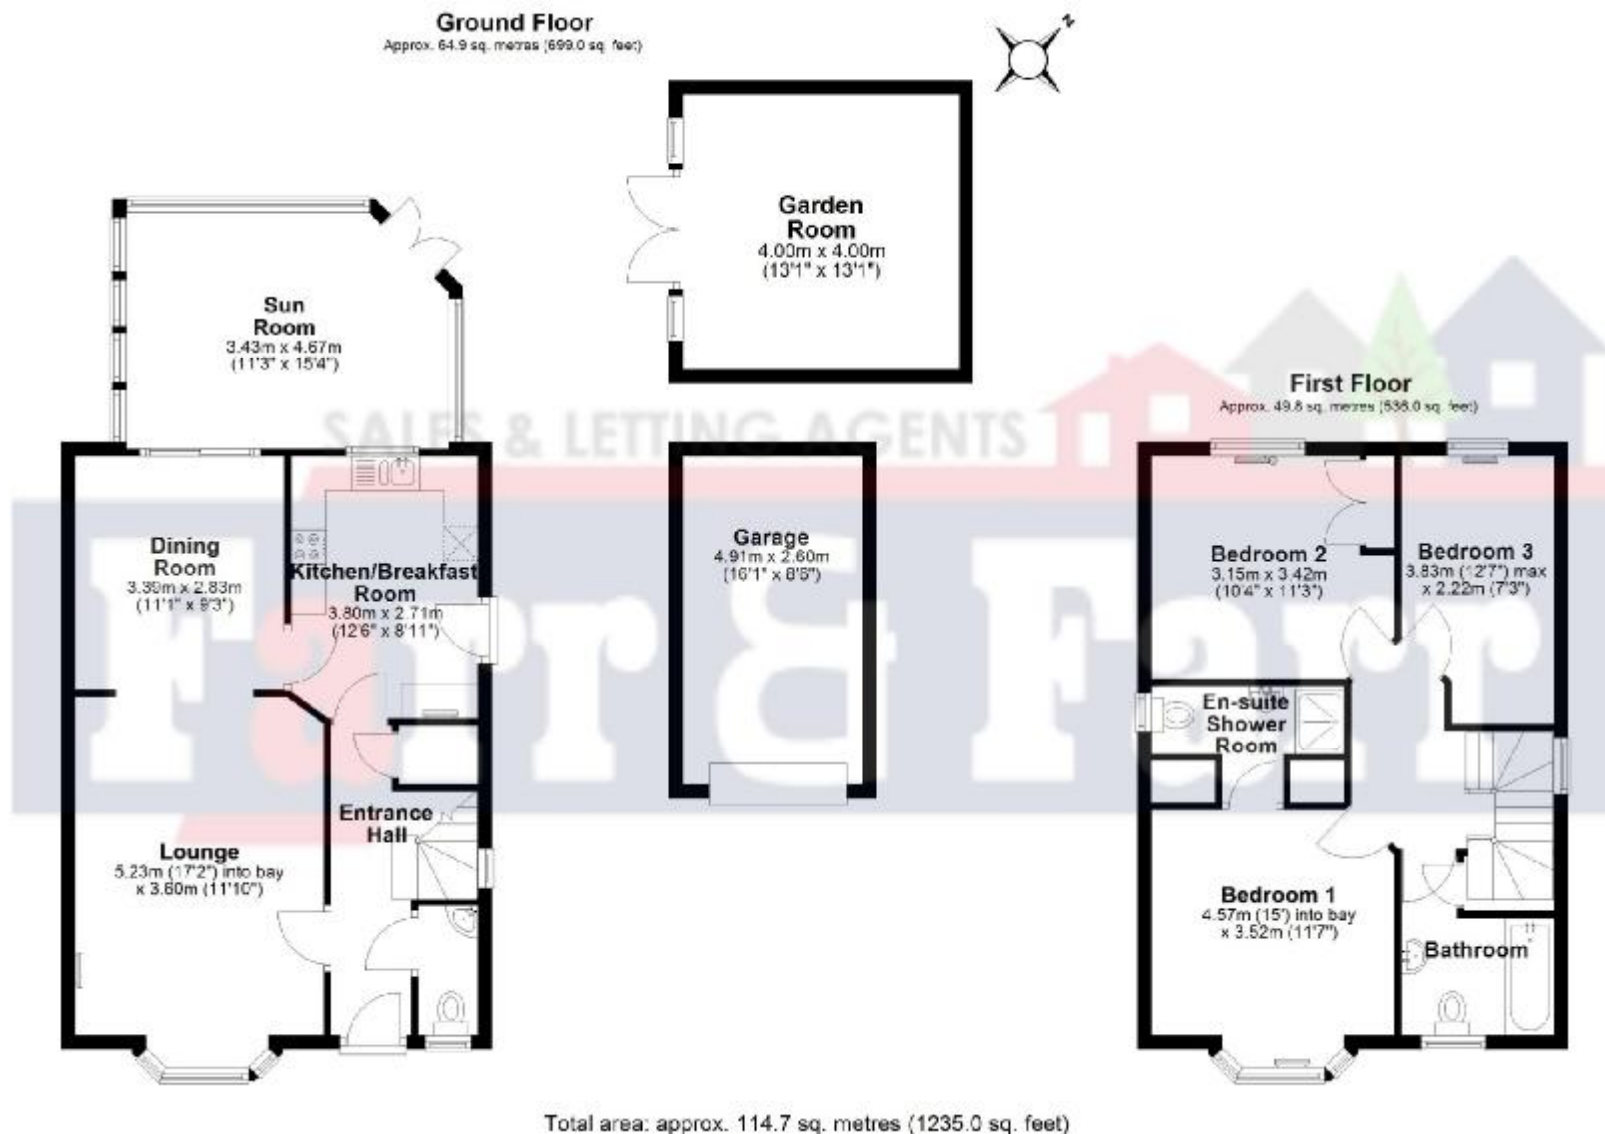 Ground Floor
Approx. 64.9 sq. metres (699.0 sq. feet)
N
Garden
Room
4.00m x 4.00m
(13'1" x 13'1")
Sun
Room
3.43m x 4.67m
(11'3" x 15'4")
First Floor
Approx. 49.8 sq. metres (536.0 sq. feet)
SALES & LETTING AGENTS
Farr & Farr
Dining
Room
3.39m x 2.83m
(11'1" x 9'3")
Kitchen/Breakfast
Room
3.80m x 2.71m
(12'6" x 8'11")
Garage
4.91m x 2.60m
(16'1" x 8'6")
Bedroom 2
3.15m x 3.42m
(10'4" x 11'3")
Bedroom 3
3.83m (12'7") max
x 2.22m (7'3")
En-suite
Shower
Room
Entrance
Hall
Lounge
5.23m (17'2") into bay
x 3.60m (11'10")
Bedroom 1
4.57m (15') into bay
x 3.52m (11'7")
Bathroom
Total area: approx. 114.7 sq. metres (1235.0 sq. feet)